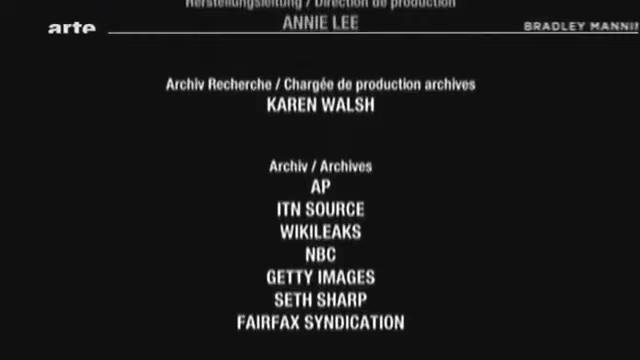 Herstellungsleitung / Direction de production
ANNIE LEE
arte
BRADLEY MANNIN
Archiv Recherche / Chargée de production archives
KAREN WALSH
Archiv / Archives
AP
ITN SOURCE
WIKILEAKS
NBC
GETTY IMAGES
SETH SHARP
FAIRFAX SYNDICATION